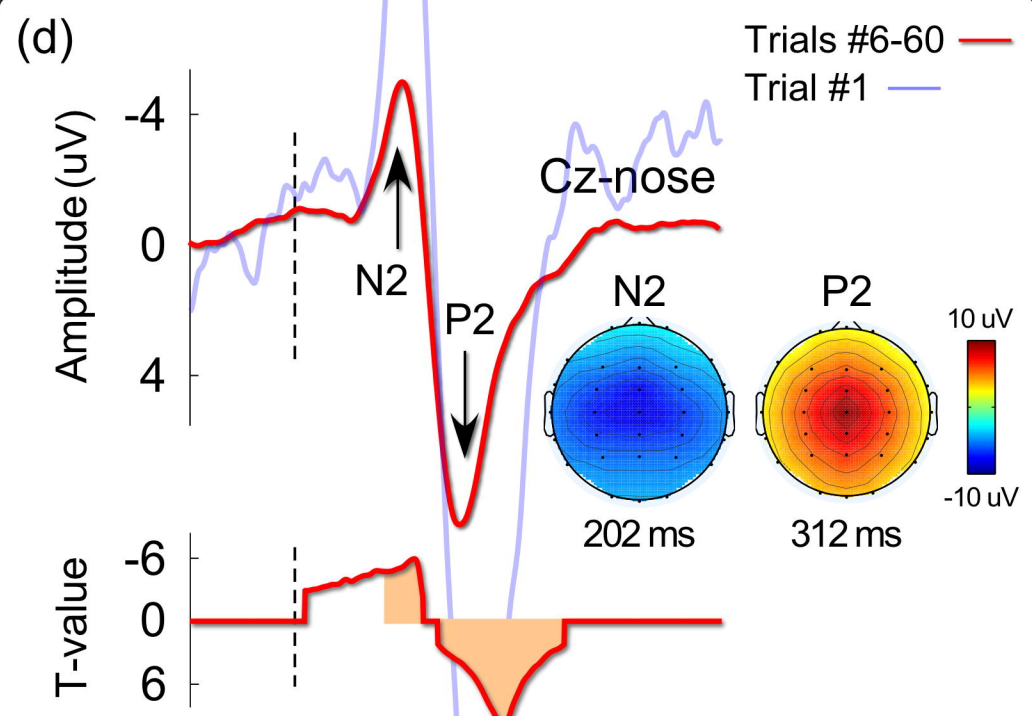 (d)
Trials #6-60
Trial #1
Amplitude (uV)
-4
0
4
N2
P2
Cz-nose
N2
P2
10 uV
-10 uV
202 ms
312 ms
T-value
-6
0
6